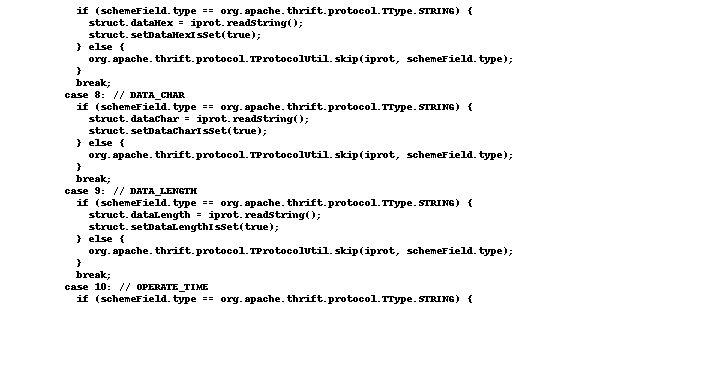 if (schemeField.type == org.apache.thrift.protocol.TType.STRING) {
struct.dataHex = iprot.readString();
struct.setDataHexIsSet(true);
} else {
org.apache.thrift.protocol.TProtocolUtil.skip(iprot, schemeField.type);
}
break;
case 8: // DATA_CHAR
if (schemeField.type == org.apache.thrift.protocol.TType.STRING) {
struct.dataChar = iprot.readString();
struct.setDataCharIsSet(true);
} else {
org.apache.thrift.protocol.TProtocolUtil.skip(iprot, schemeField.type);
}
break;
case 9: // DATA_LENGTH
if (schemeField.type == org.apache.thrift.protocol.TType.STRING) {
struct.dataLength = iprot.readString();
struct.setDataLengthIsSet(true);
} else {
org.apache.thrift.protocol.TProtocolUtil.skip(iprot, schemeField.type);
}
break;
case 10: // OPERATE_TIME
if (schemeField.type == org.apache.thrift.protocol.TType.STRING) {